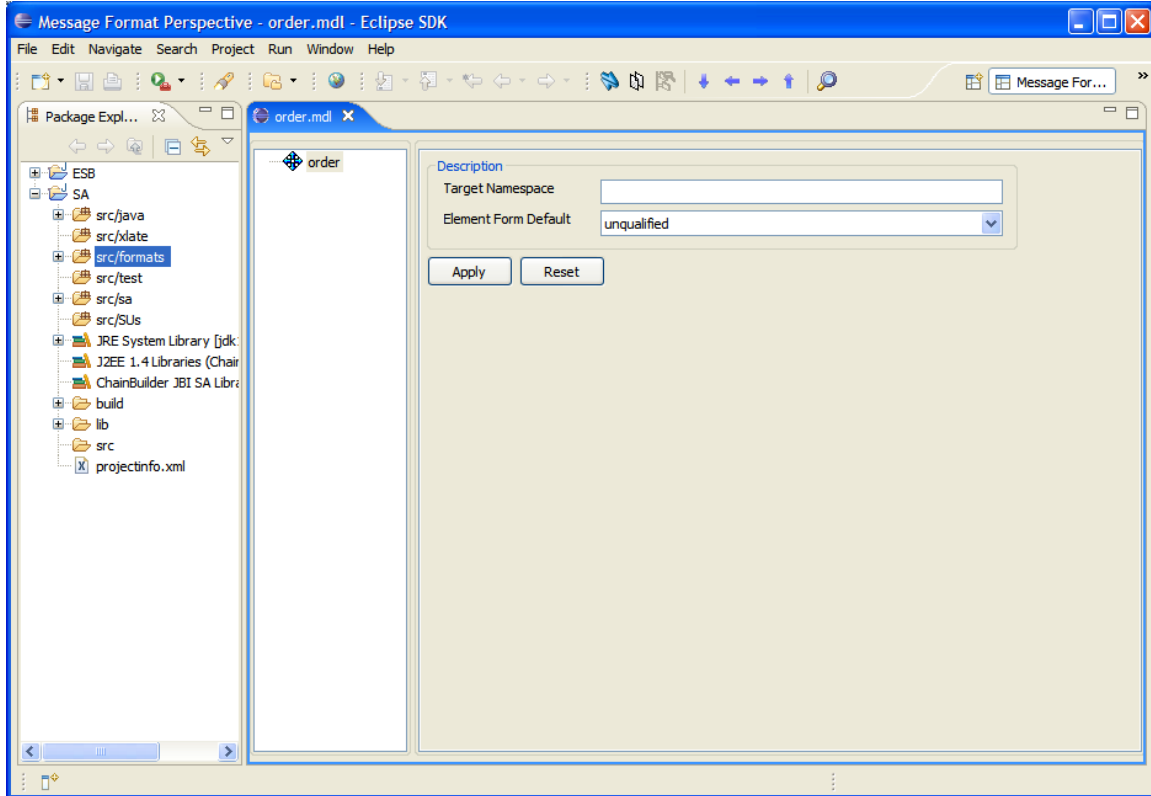 Message Format Perspective - order.mdl - Eclipse SDK
File Edit Navigate Search Project Run Window Help
Message For...
»
Package Expl...
order.mdl
ESB
SA
src/java
src/xlate
src/formats
src/test
src/sa
src/SUs
JRE System Library [jdk
J2EE 1.4 Libraries (Chain
ChainBuilder JBI SA Libra
build
lib
src
projectinfo.xml
order
Description
Target Namespace
Element Form Default
unqualified
Apply Reset